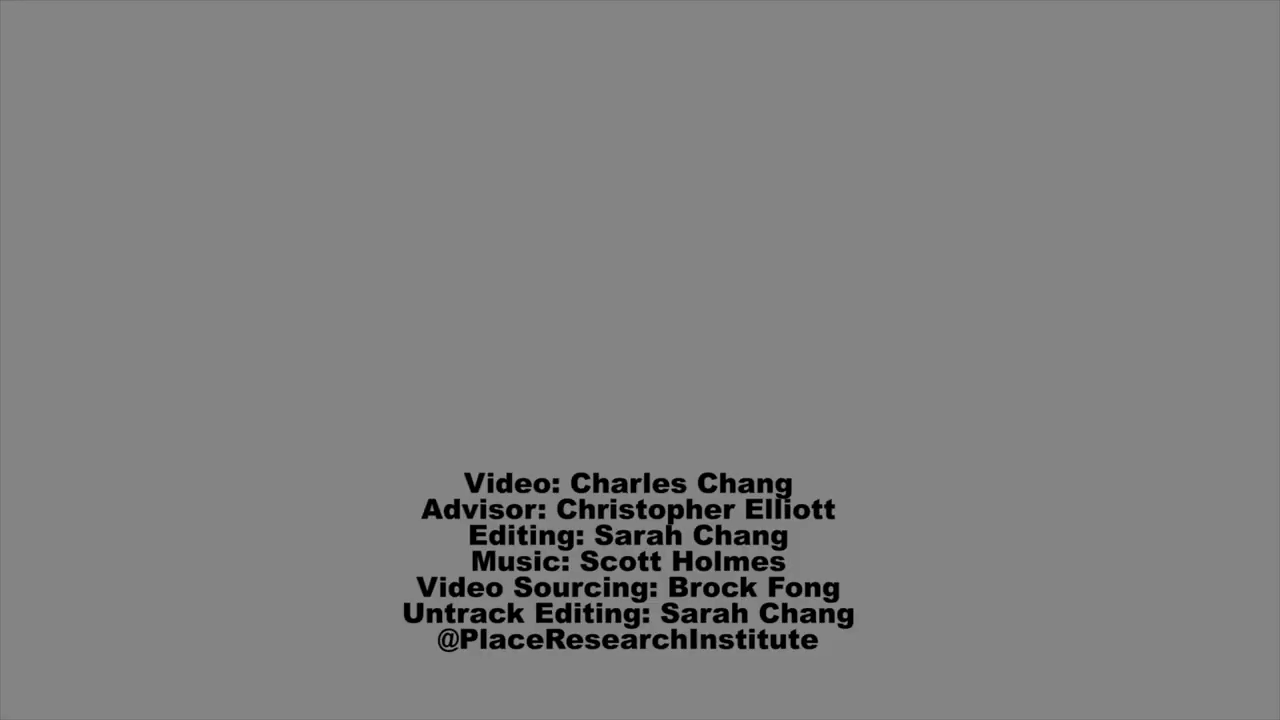 Video: Charles Chang
Advisor: Christopher Elliott
Editing: Sarah Chang
Music: Scott Holmes
Video Sourcing: Brock Fong
Untrack Editing: Sarah Chang
@PlaceResearchInstitute